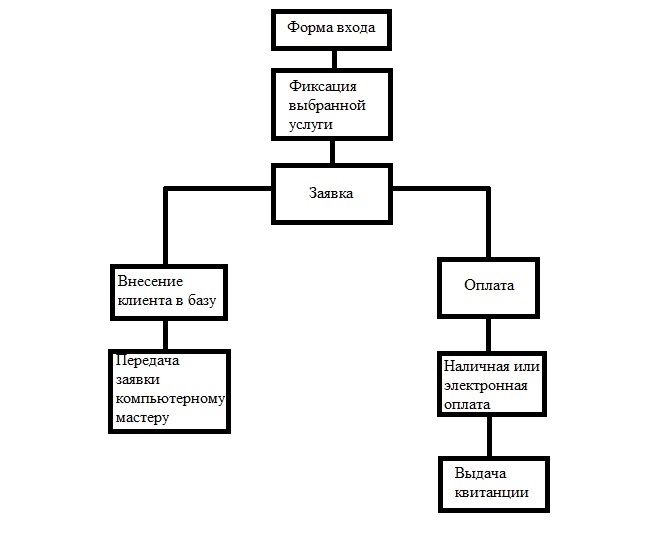 Форма входа
Фиксация
выбранной
услуги
Заявка
Внесение
клиента в базу
Передача
заявки
компьютерному
мастеру
Оплата
Наличная или
электронная
оплата
Выдача
квитанции